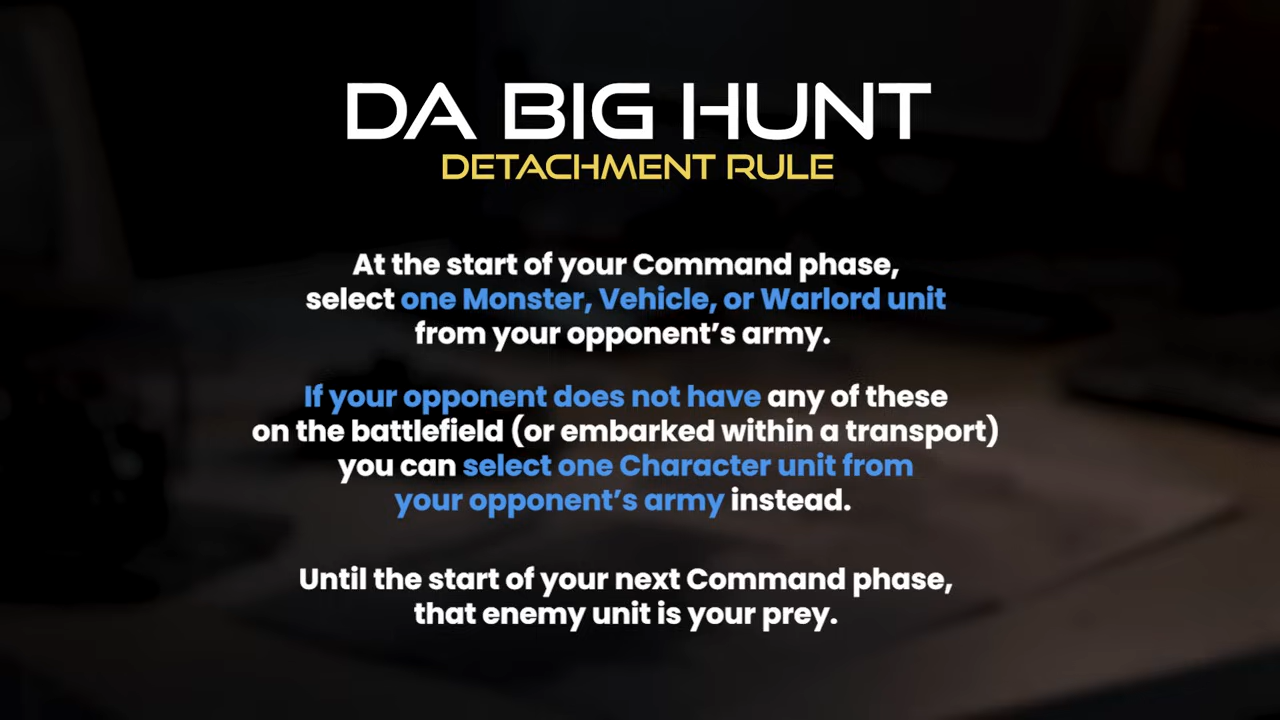 DA BIG HUNT
DETACHMENT RULE
At the start of your Command phase,
select one Monster, Vehicle, or Warlord unit
from your opponent’s army.
If your opponent does not have any of these
on the battlefield (or embarked within a transport)
you can select one Character unit from
your opponent’s army instead.
Until the start of your next Command phase,
that enemy unit is your prey.